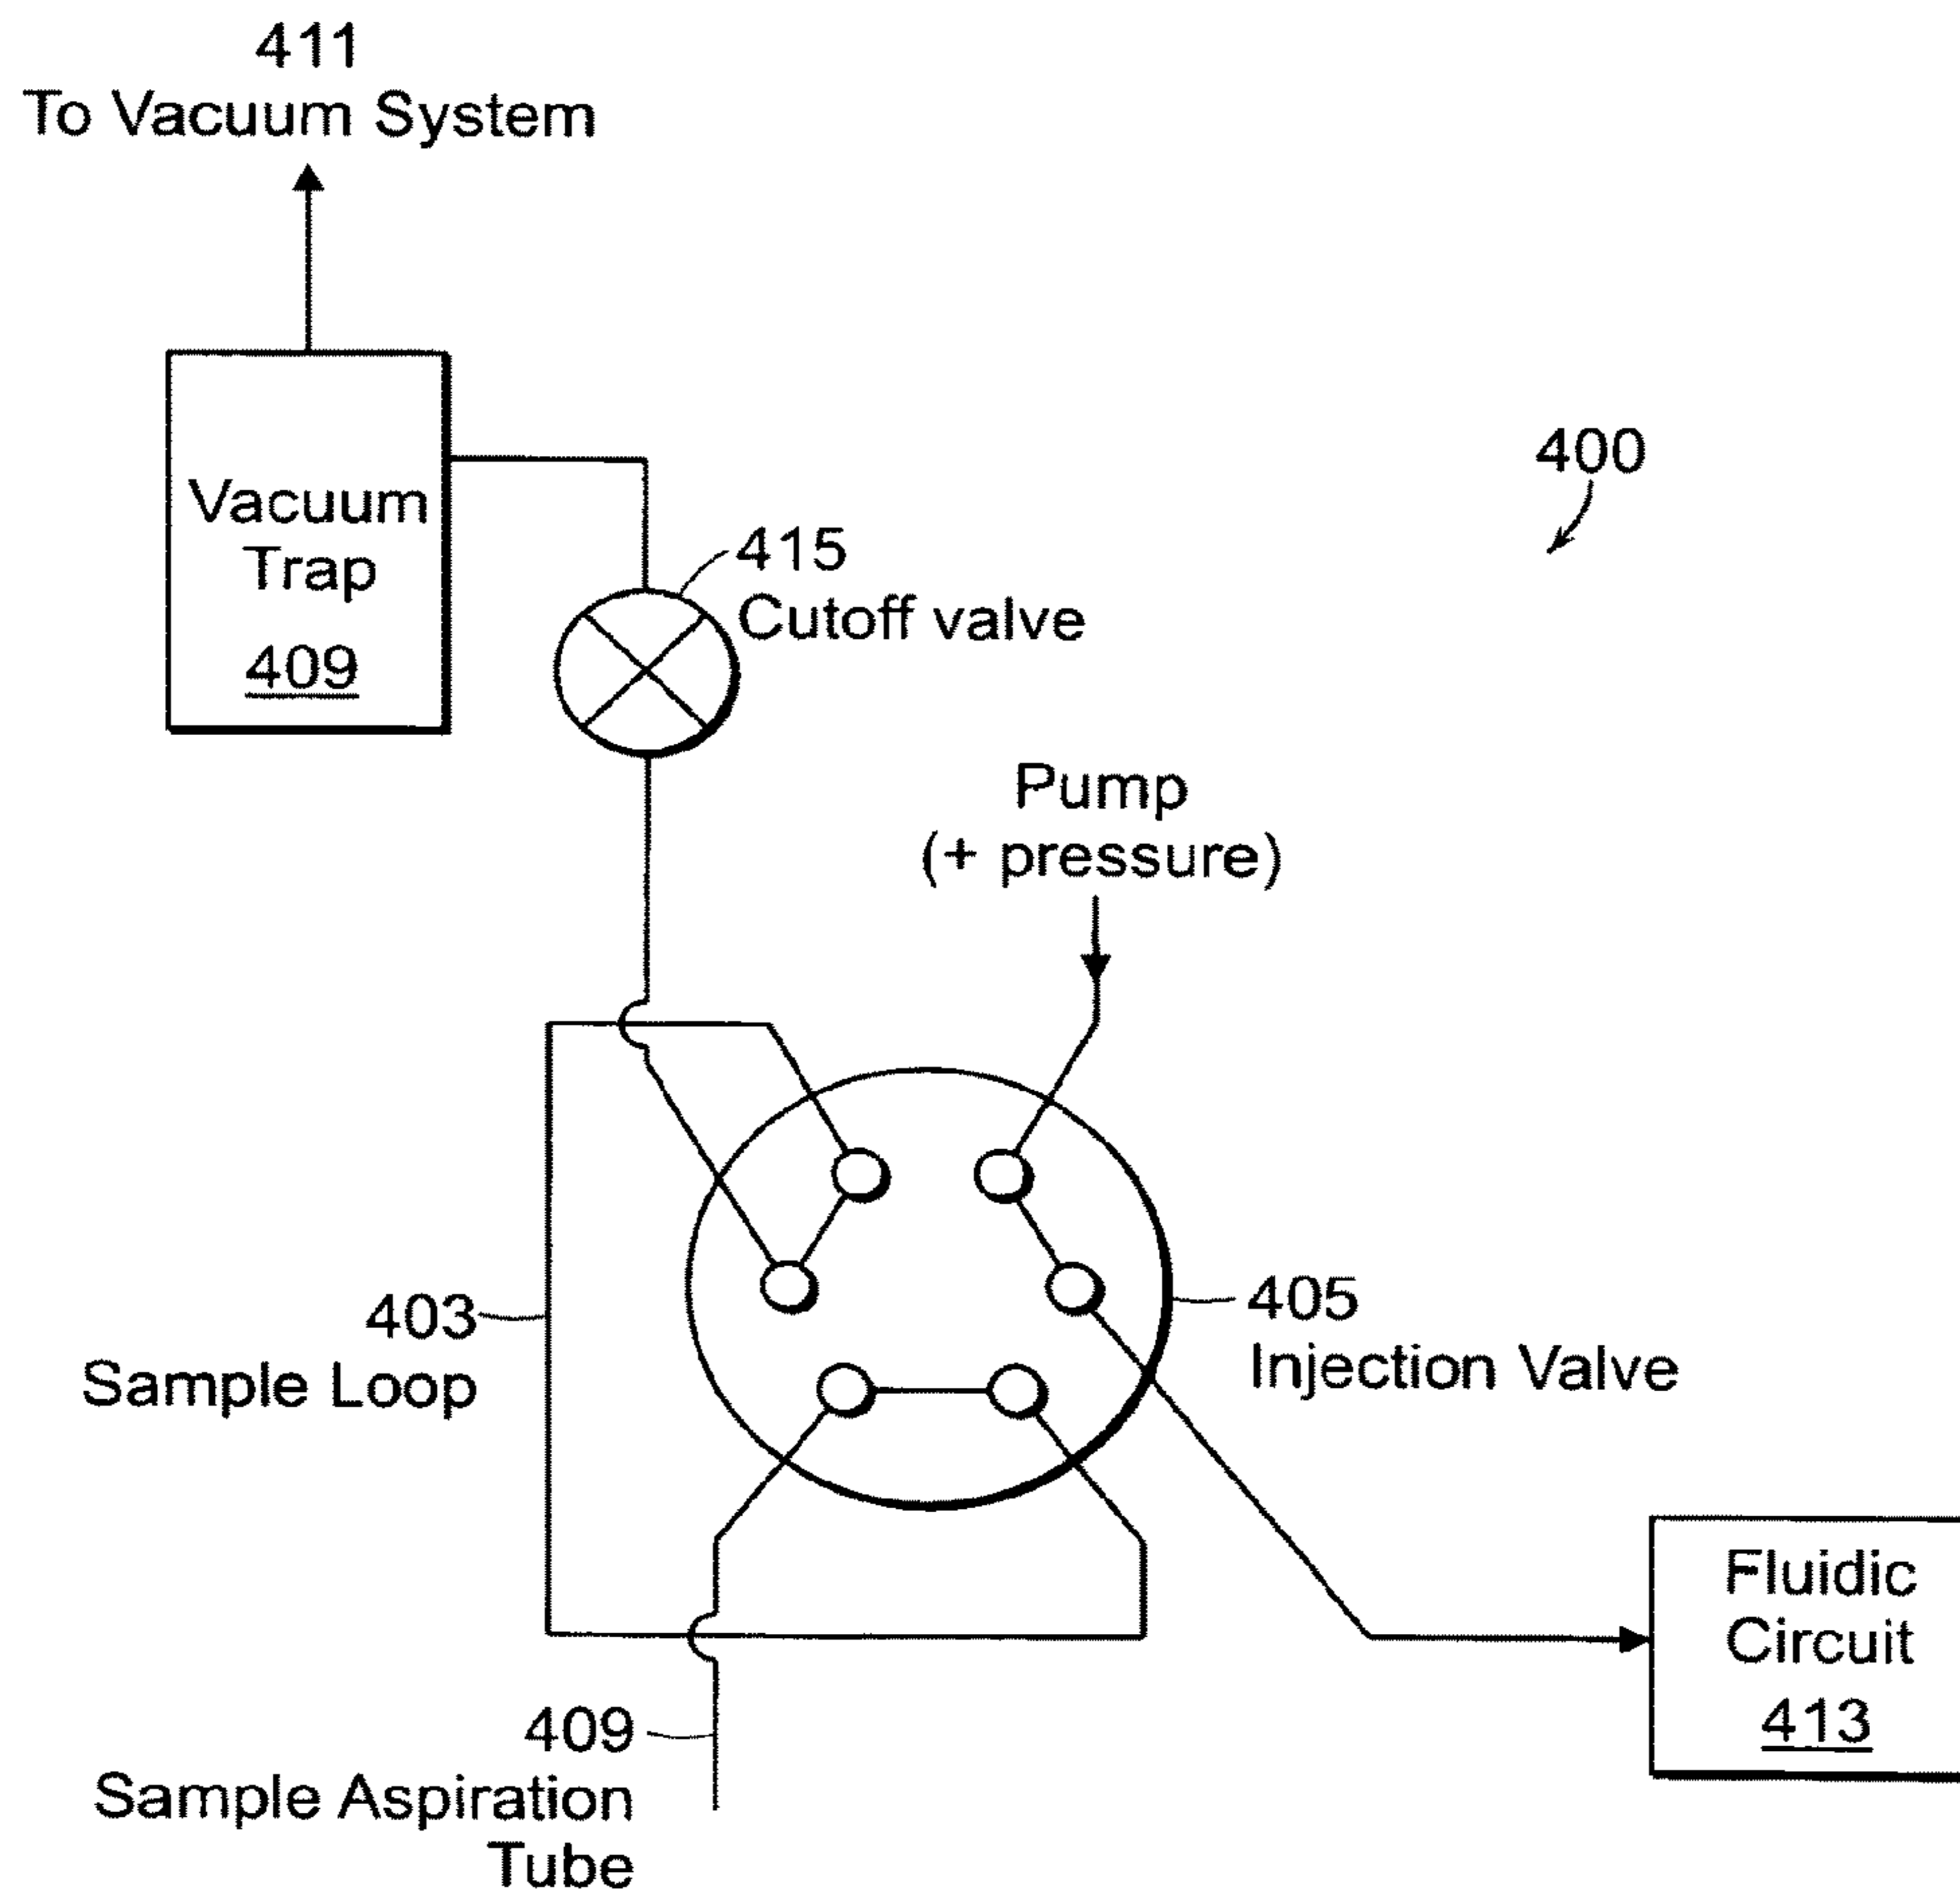 411
To Vacuum System
400
Vacuum
Trap
409
415
Cutoff valve
Pump
(+ pressure)
403
Sample Loop
405
Injection Valve
Fluidic
Circuit
413
409
Sample Aspiration
Tube